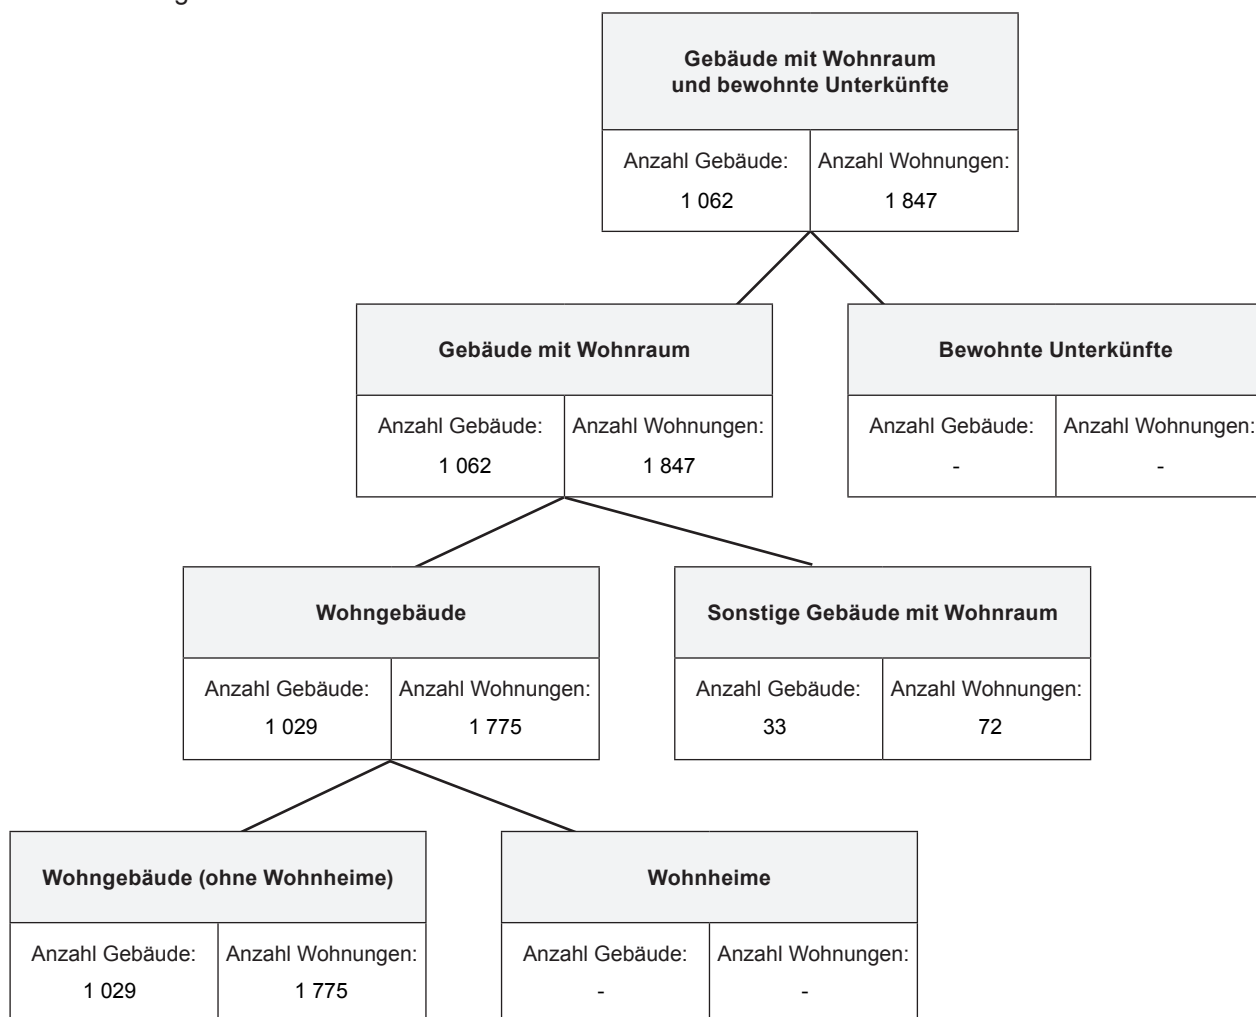 Gebäude mit Wohnraum
und bewohnte Unterkünfte
Anzahl Gebäude: Anzahl Wohnungen:
1 062 1 847
Gebäude mit Wohnraum
Anzahl Gebäude: Anzahl Wohnungen:
1 062 1 847
Bewohnte Unterkünfte
Anzahl Gebäude: Anzahl Wohnungen:
- -
Wohngebäude
Anzahl Gebäude: Anzahl Wohnungen:
1 029 1 775
Sonstige Gebäude mit Wohnraum
Anzahl Gebäude: Anzahl Wohnungen:
33 72
Wohngebäude (ohne Wohnheime)
Anzahl Gebäude: Anzahl Wohnungen:
1 029 1 775
Wohnheime
Anzahl Gebäude: Anzahl Wohnungen:
- -